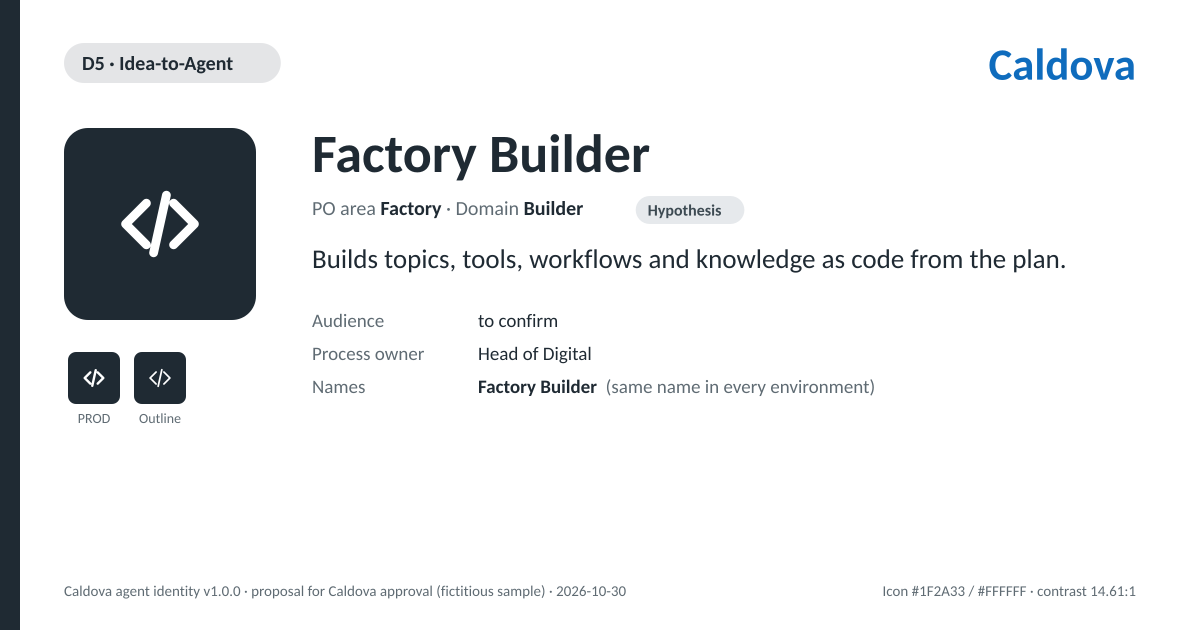 D5 · Idea-to-Agent
Caldova
Factory Builder
PO area Factory · Domain Builder
Hypothesis
Builds topics, tools, workflows and knowledge as code from the plan.
Audience to confirm
Process owner Head of Digital
Names Factory Builder (same name in every environment)
PROD Outline
Caldova agent identity v1.0.0 · proposal for Caldova approval (fictitious sample) · 2026-10-30
Icon #1F2A33 / #FFFFFF · contrast 14.61:1